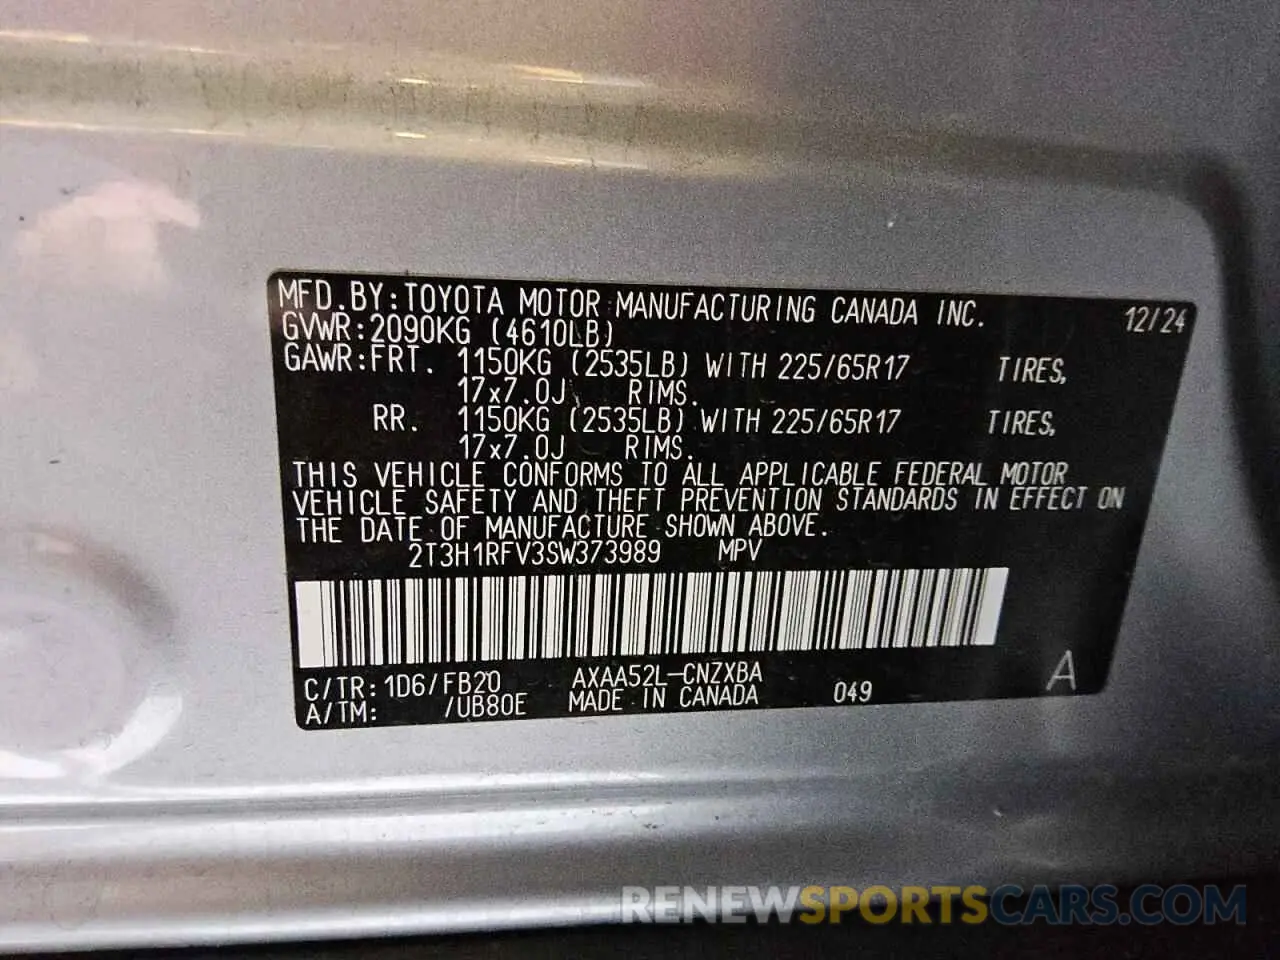 MFD.BY:TOYOTA MOTOR MANUFACTURING CANADA INC. 12/24
GVWR:2090KG (4610LB)
GAWR:FRT. 1150KG (2535LB) WITH 225/65R17 TIRES,
17x7.0J, RIMS.
RR. 1150KG (2535LB) WITH 225/65R17 TIRES,
17x7.0J RIMS.
THIS VEHICLE CONFORMS TO ALL APPLICABLE FEDERAL MOTOR
VEHICLE SAFETY AND THEFT PREVENTION STANDARDS IN EFFECT ON
THE DATE OF MANUFACTURE SHOWN ABOVE.
2T3H1RFV3SW373989 MPV
C/TR:1D6/FB20 AXAA52L-CNZXBA
A/TM: /UB80E MADE IN CANADA 049 A
RENEWSPORTSCARS.COM